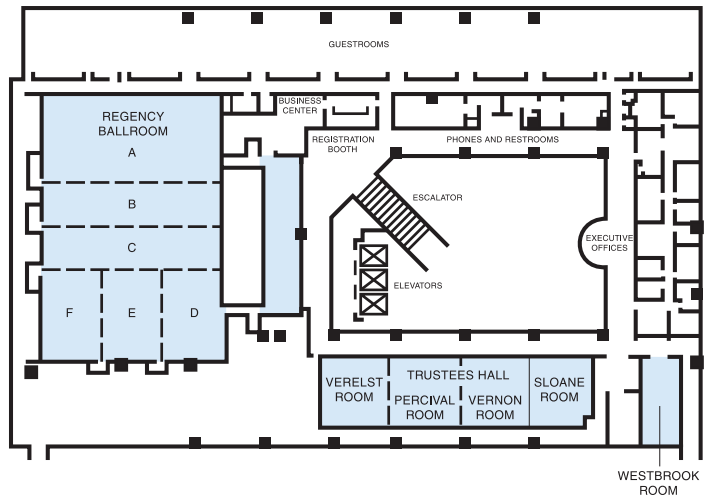 GUESTROOMS
REGENCY
BALLROOM
A
B
C
F
E
D
BUSINESS
CENTER
REGISTRATION
BOOTH
PHONES AND RESTROOMS
ESCALATOR
ELEVATORS
EXECUTIVE
OFFICES
VERELST
ROOM
TRUSTEES HALL
PERCIVAL
ROOM
VERNON
ROOM
SLOANE
ROOM
WESTBROOK
ROOM